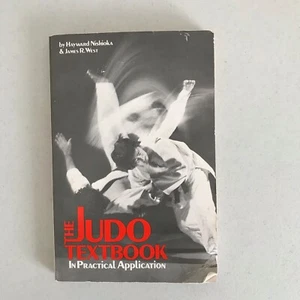 by Hayward Nishioka
& James R. West
THE JUDO
TEXTBOOK
In Practical Application